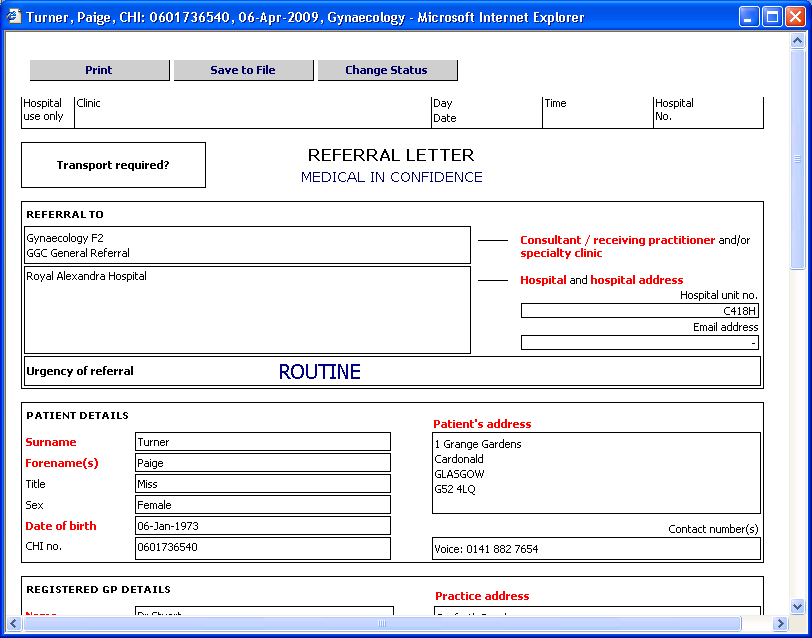 Turner, Paige, CHI: 0601736540, 06-Apr-2009, Gynaecology - Microsoft Internet Explorer
Print Save to File Change Status
Hospital use only
Clinic
Day
Date
Time
Hospital No.
Transport required?
REFERRAL LETTER
MEDICAL IN CONFIDENCE
REFERRAL TO
Gynaecology F2
GGC General Referral
Consultant / receiving practitioner and/or
specialty clinic
Royal Alexandra Hospital
Hospital and hospital address
Hospital unit no.
C418H
Email address
-
Urgency of referral ROUTINE
PATIENT DETAILS
Surname Turner
Forename(s) Paige
Title Miss
Sex Female
Date of birth 06-Jan-1973
CHI no. 0601736540
Patient's address
1 Grange Gardens
Cardonald
GLASGOW
G52 4LQ
Contact number(s)
Voice: 0141 882 7654
REGISTERED GP DETAILS
Name Dr Stuart
Practice address